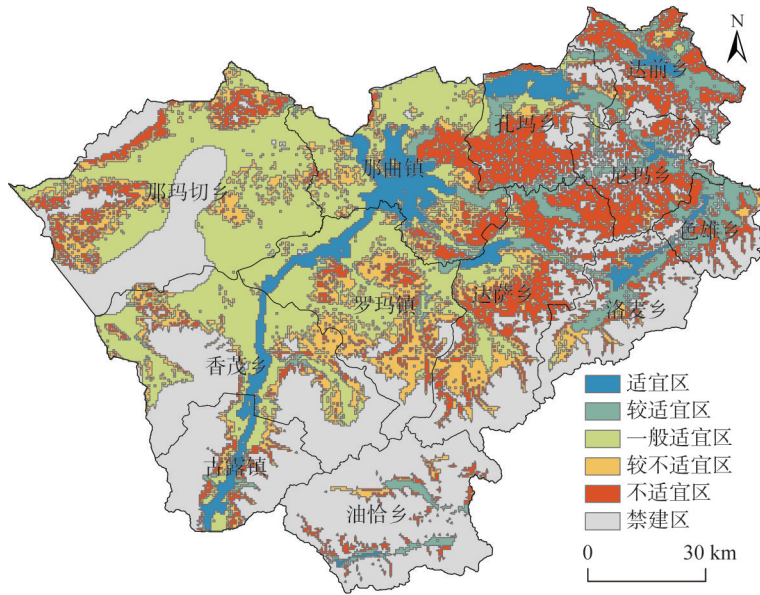 N
达前乡
孔玛乡
那曲镇
尼玛乡
那玛切乡
色雄乡
达萨乡
罗玛镇
洛麦乡
香茂乡
古露镇
油恰乡
适宜区
较适宜区
一般适宜区
较不适宜区
不适宜区
禁建区
0 30 km